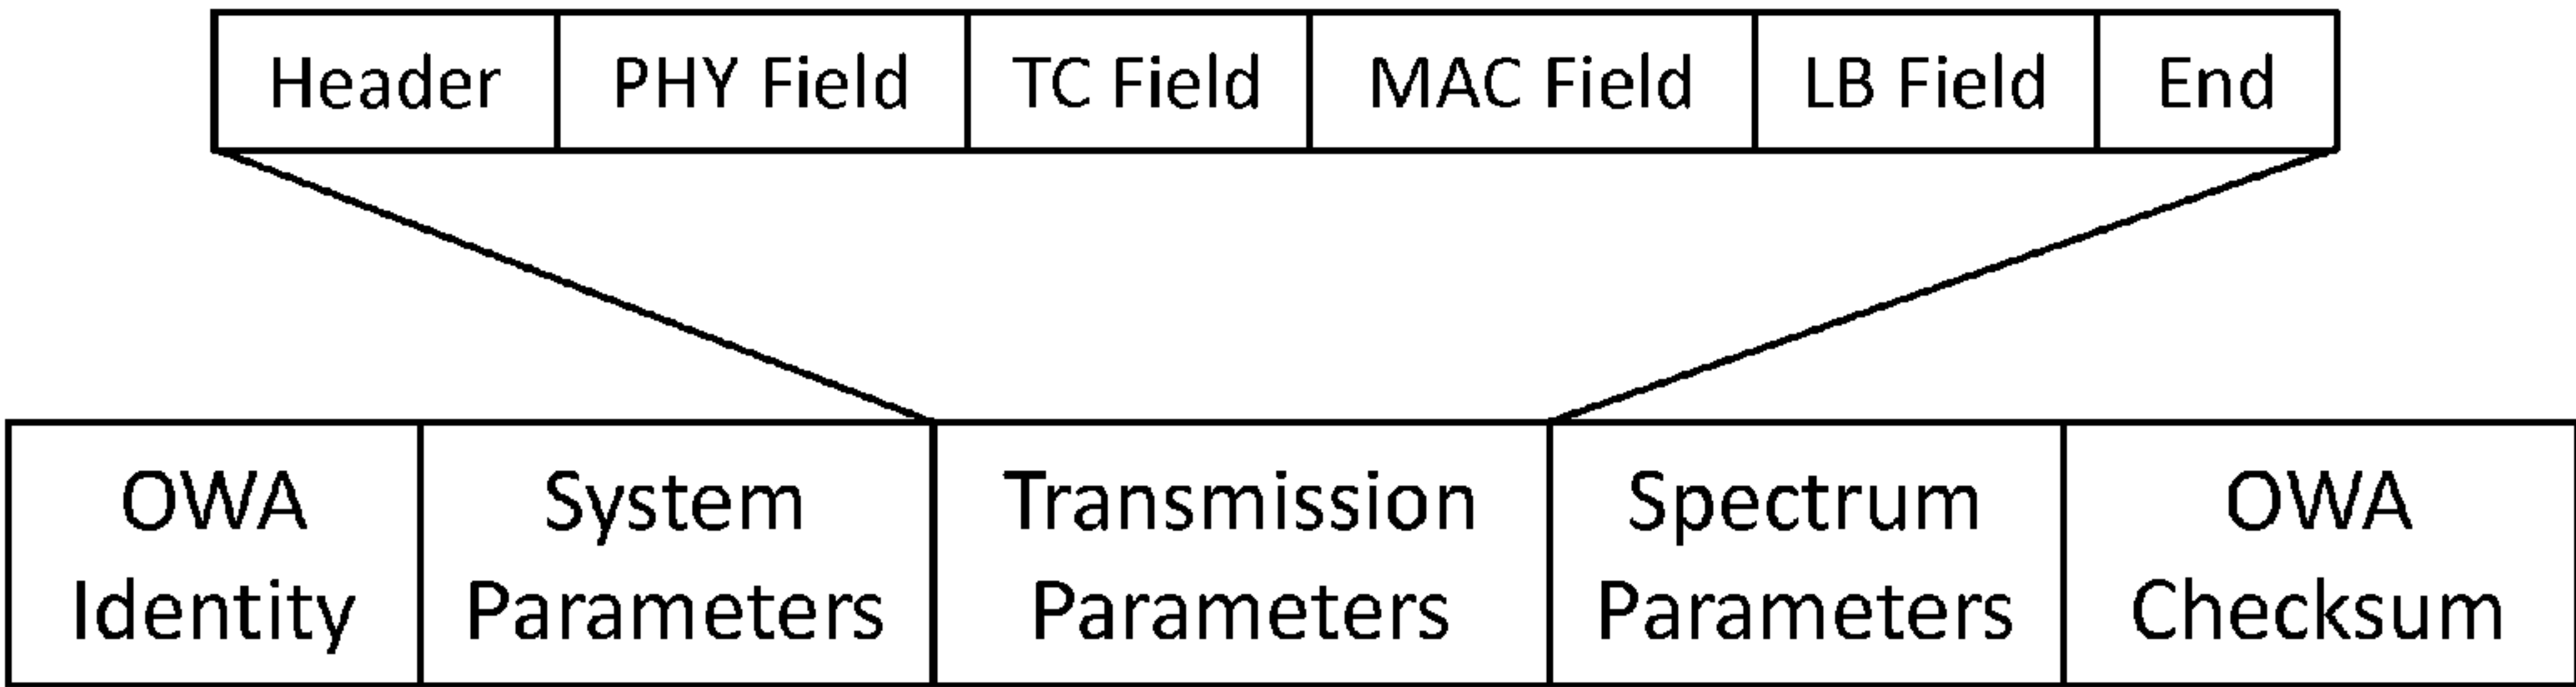 Header PHY Field TC Field MAC Field LB Field End
OWA System Transmission Spectrum OWA
Identity Parameters Parameters Parameters Checksum